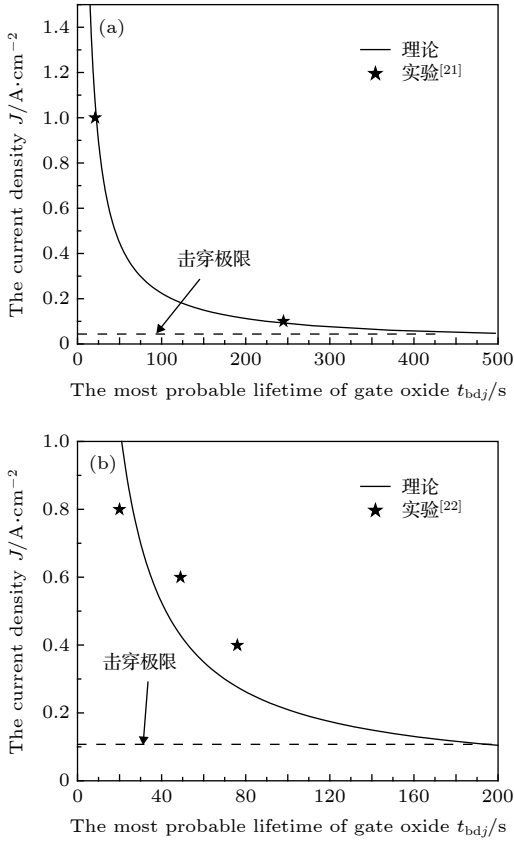 1.4
(a)
理论
1.2
实验[21]
1.0
0.8
0.6
0.4
击穿极限
0.2
0
0 100 200 300 400 500
The current density J/A·cm−2
The most probable lifetime of gate oxide tbdj/s
1.0
(b)
理论
0.8
实验[22]
0.6
0.4
击穿极限
0.2
0
0 40 80 120 160 200
The current density J/A·cm−2
The most probable lifetime of gate oxide tbdj/s